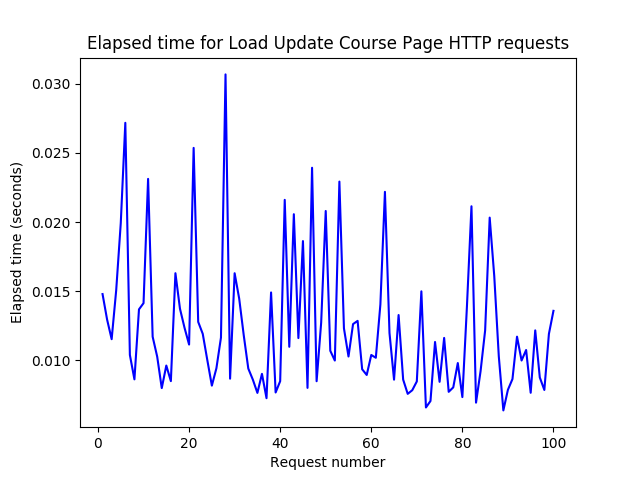 Elapsed time for Load Update Course Page HTTP requests
0.030
0.025
0.020
0.015
0.010
Elapsed time (seconds)
0 20 40 60 80 100
Request number